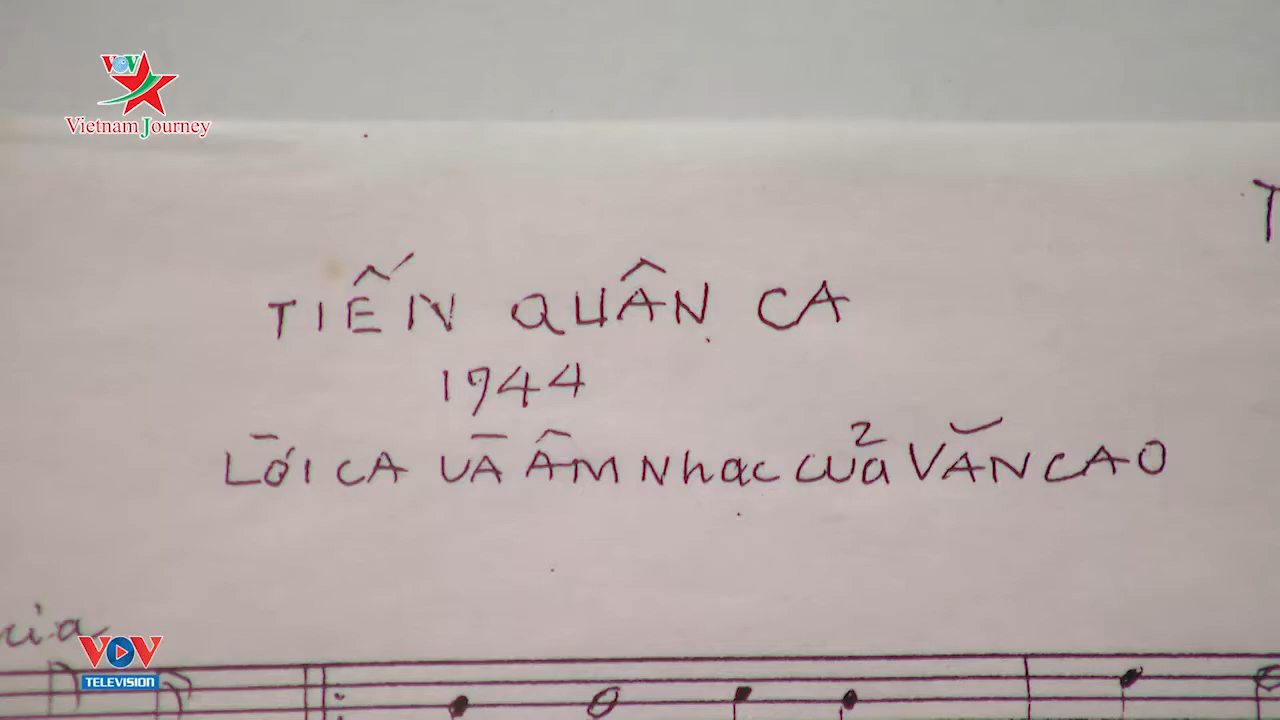 VOV
Vietnam Journey
TIẾN QUÂN CA
1944
LỜI CA VÀ ÂM NHẠC CỦA VĂN CAO
VOV
TELEVISION